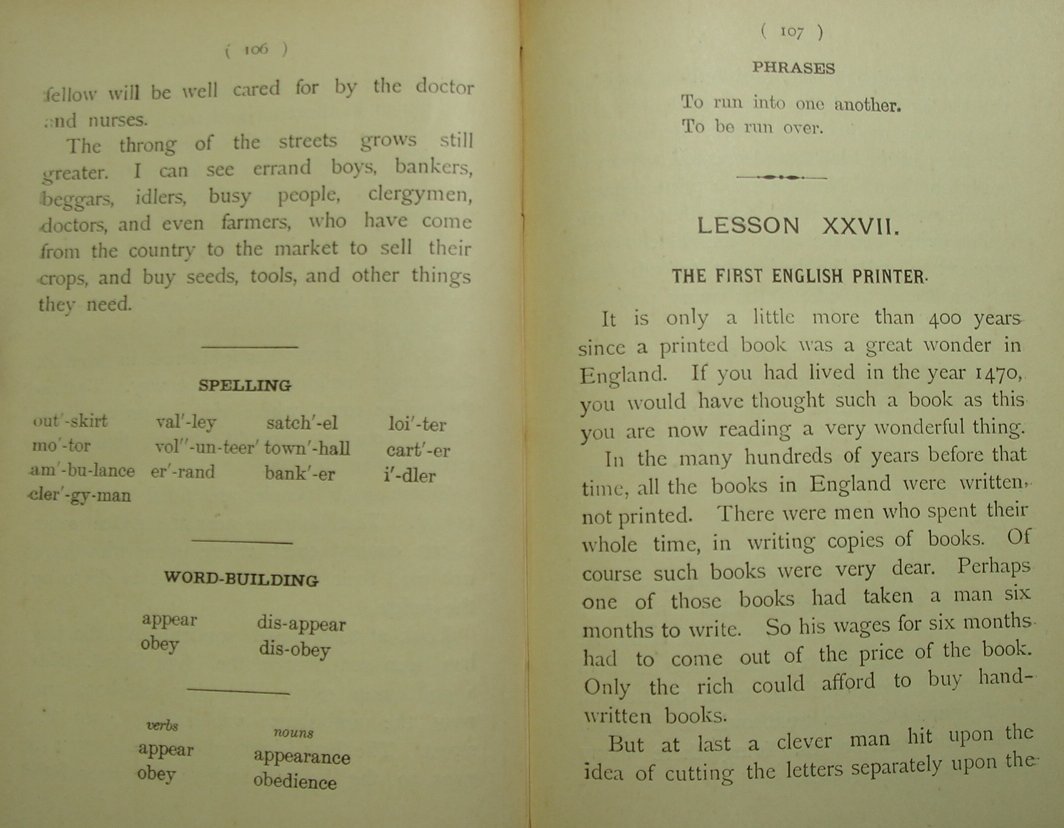 ( 106 )
fellow will be well cared for by the doctor
and nurses.
The throng of the streets grows still
greater. I can see errand boys, bankers,
beggars, idlers, busy people, clergymen,
doctors, and even farmers, who have come
from the country to the market to sell their
crops, and buy seeds, tools, and other things
they need.
SPELLING
out'-skirt val'-ley satch'-el loi'-ter
mo'-tor vol''-un-teer' town'-hall cart'-er
am'-bu-lance er'-rand bank'-er i'-dler
cler'-gy-man
WORD-BUILDING
appear dis-appear
obey dis-obey
verbs nouns
appear appearance
obey obedience
( 107 )
PHRASES
To run into one another.
To be run over.
LESSON XXVII.
THE FIRST ENGLISH PRINTER.
It is only a little more than 400 years
since a printed book was a great wonder in
England. If you had lived in the year 1470,
you would have thought such a book as this
you are now reading a very wonderful thing.
In the many hundreds of years before that
time, all the books in England were written,
not printed. There were men who spent their
whole time, in writing copies of books. Of
course such books were very dear. Perhaps
one of those books had taken a man six
months to write. So his wages for six months
had to come out of the price of the book.
Only the rich could afford to buy hand-
written books.
But at last a clever man hit upon the
idea of cutting the letters separately upon the